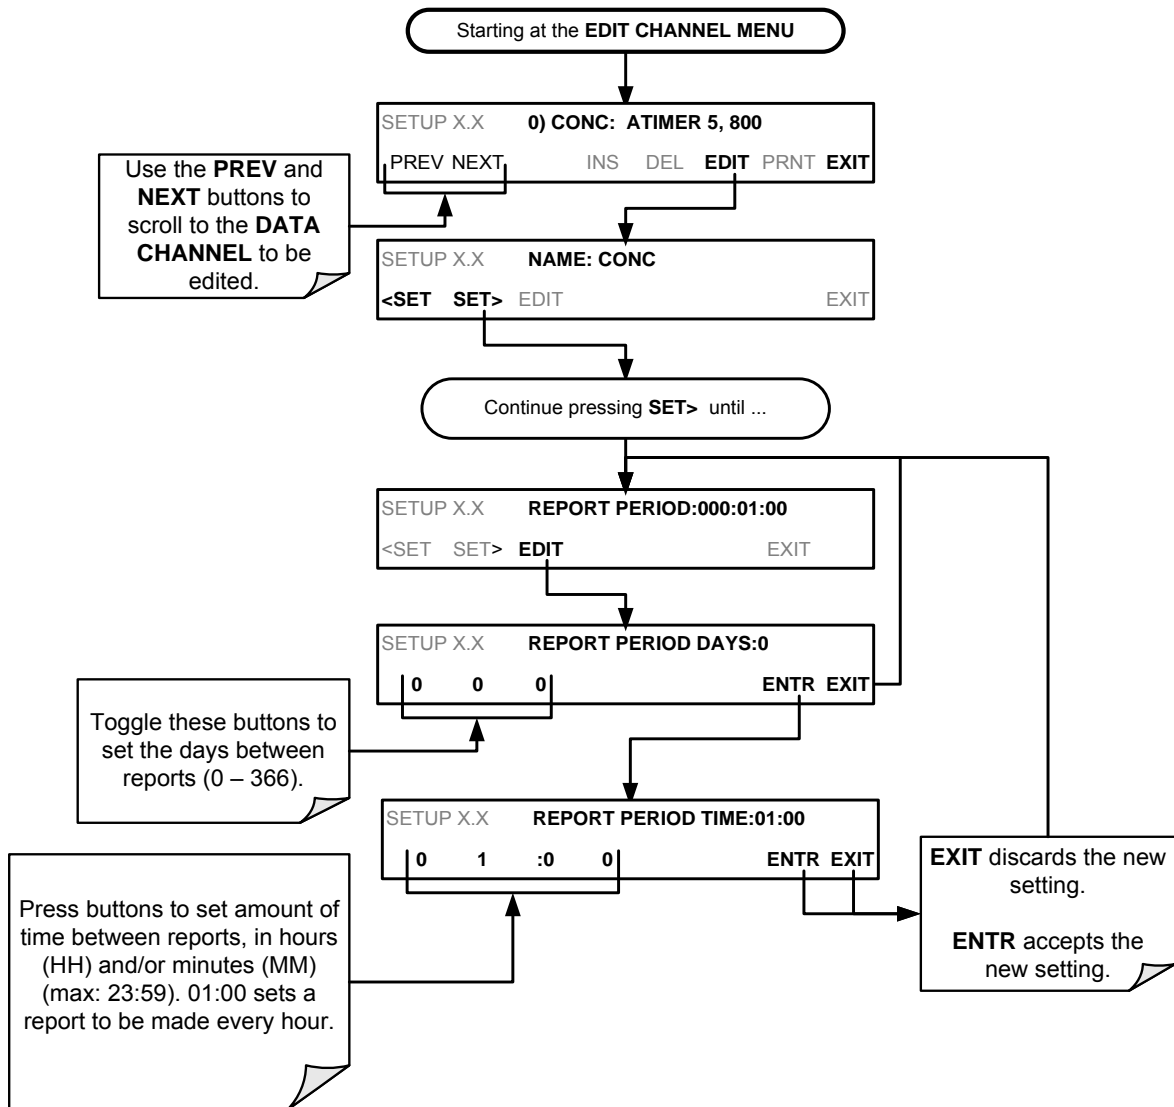 Starting at the EDIT CHANNEL MENU
SETUP X.X 0) CONC: ATIMER 5, 800
PREV NEXT INS DEL EDIT PRNT EXIT
Use the PREV and
NEXT buttons to
scroll to the DATA
CHANNEL to be
edited.
SETUP X.X NAME: CONC
<SET SET> EDIT EXIT
Continue pressing SET> until ...
SETUP X.X REPORT PERIOD:000:01:00
<SET SET> EDIT EXIT
SETUP X.X REPORT PERIOD DAYS:0
0 0 0 ENTR EXIT
Toggle these buttons to
set the days between
reports (0 – 366).
SETUP X.X REPORT PERIOD TIME:01:00
0 1 :0 0 ENTR EXIT
Press buttons to set amount of
time between reports, in hours
(HH) and/or minutes (MM)
(max: 23:59). 01:00 sets a
report to be made every hour.
EXIT discards the new
setting.
ENTR accepts the
new setting.